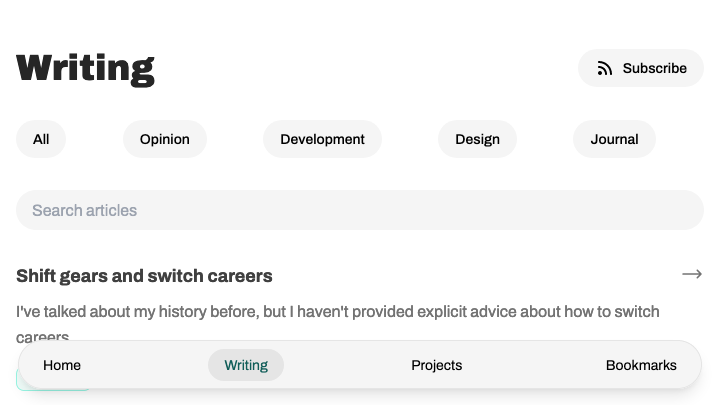 Writing
Subscribe
All
Opinion
Development
Design
Journal
Search articles
Shift gears and switch careers
I've talked about my history before, but I haven't provided explicit advice about how to switch
careers.
Home
Writing
Projects
Bookmarks